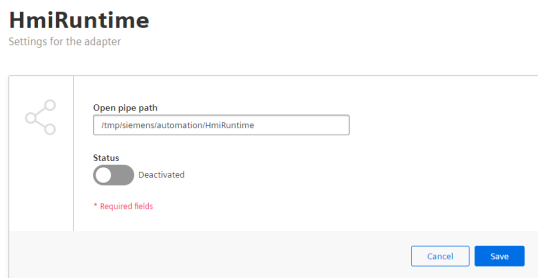 HmiRuntime
Settings for the adapter
Open pipe path
/tmp/siemens/automation/HmiRuntime
Status
Deactivated
* Required fields
Cancel Save